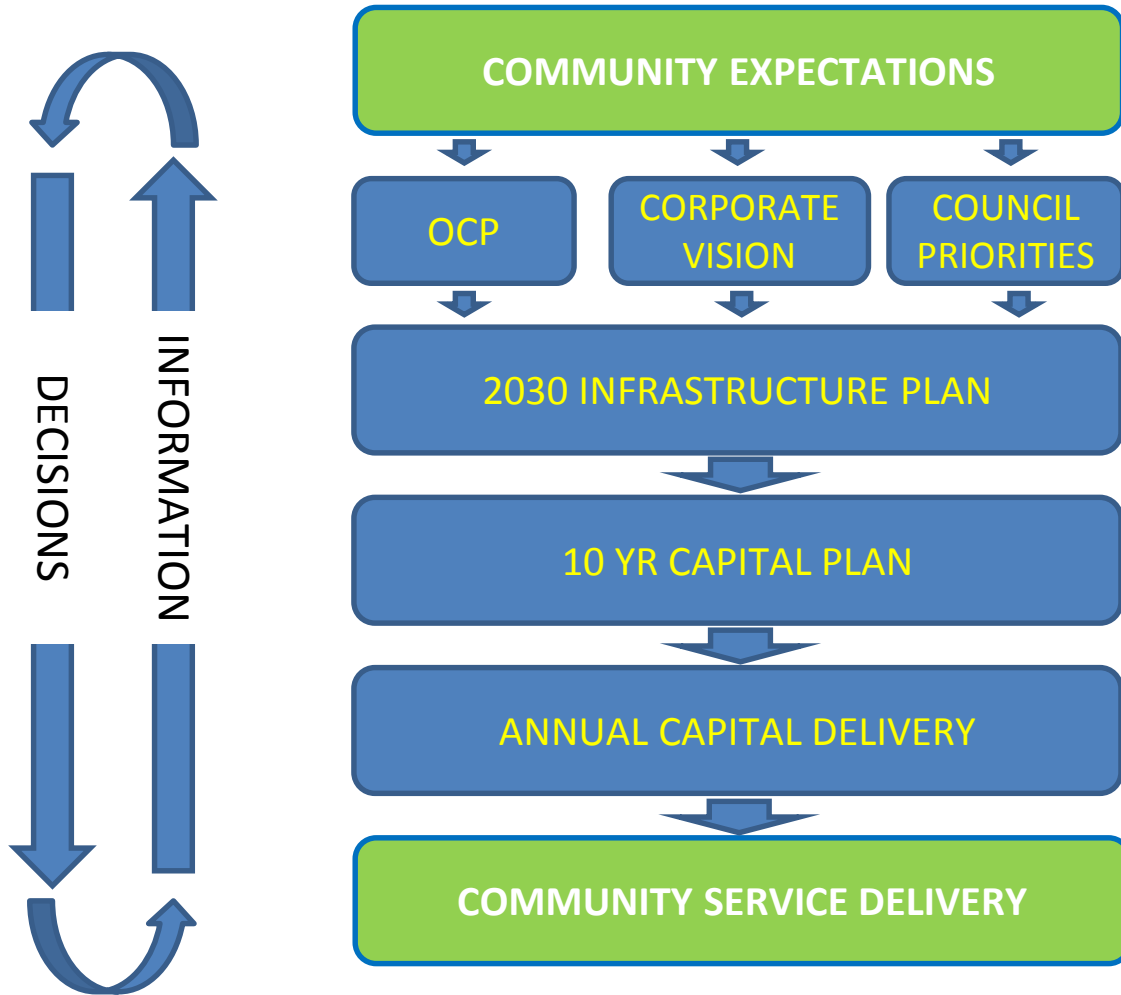 COMMUNITY EXPECTATIONS
OCP
CORPORATE
VISION
COUNCIL
PRIORITIES
2030 INFRASTRUCTURE PLAN
10 YR CAPITAL PLAN
ANNUAL CAPITAL DELIVERY
COMMUNITY SERVICE DELIVERY
DECISIONS
INFORMATION